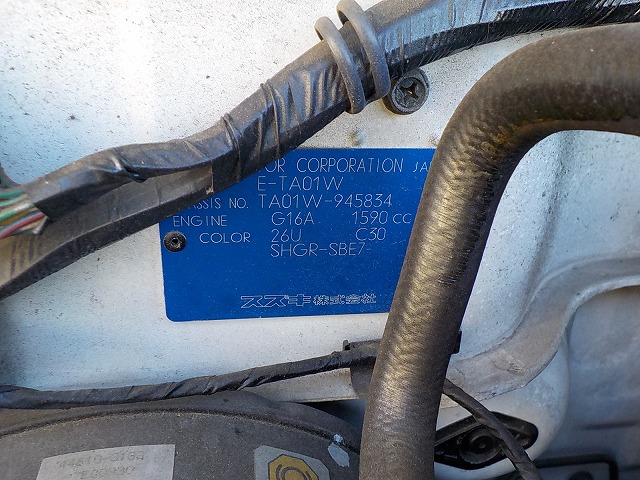 OR CORPORATION JA
E-TA01W
ASSIS NO. TA01W-945834
ENGINE G16A 1590 CC
COLOR 26U C30
SHGR-SBE7-
スズキ株式会社